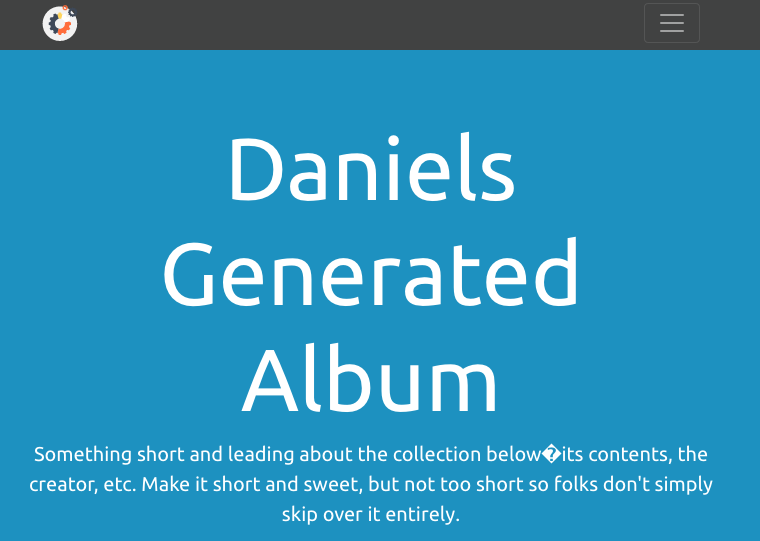 Daniels
Generated
Album
Something short and leading about the collection below�its contents, the
creator, etc. Make it short and sweet, but not too short so folks don't simply
skip over it entirely.